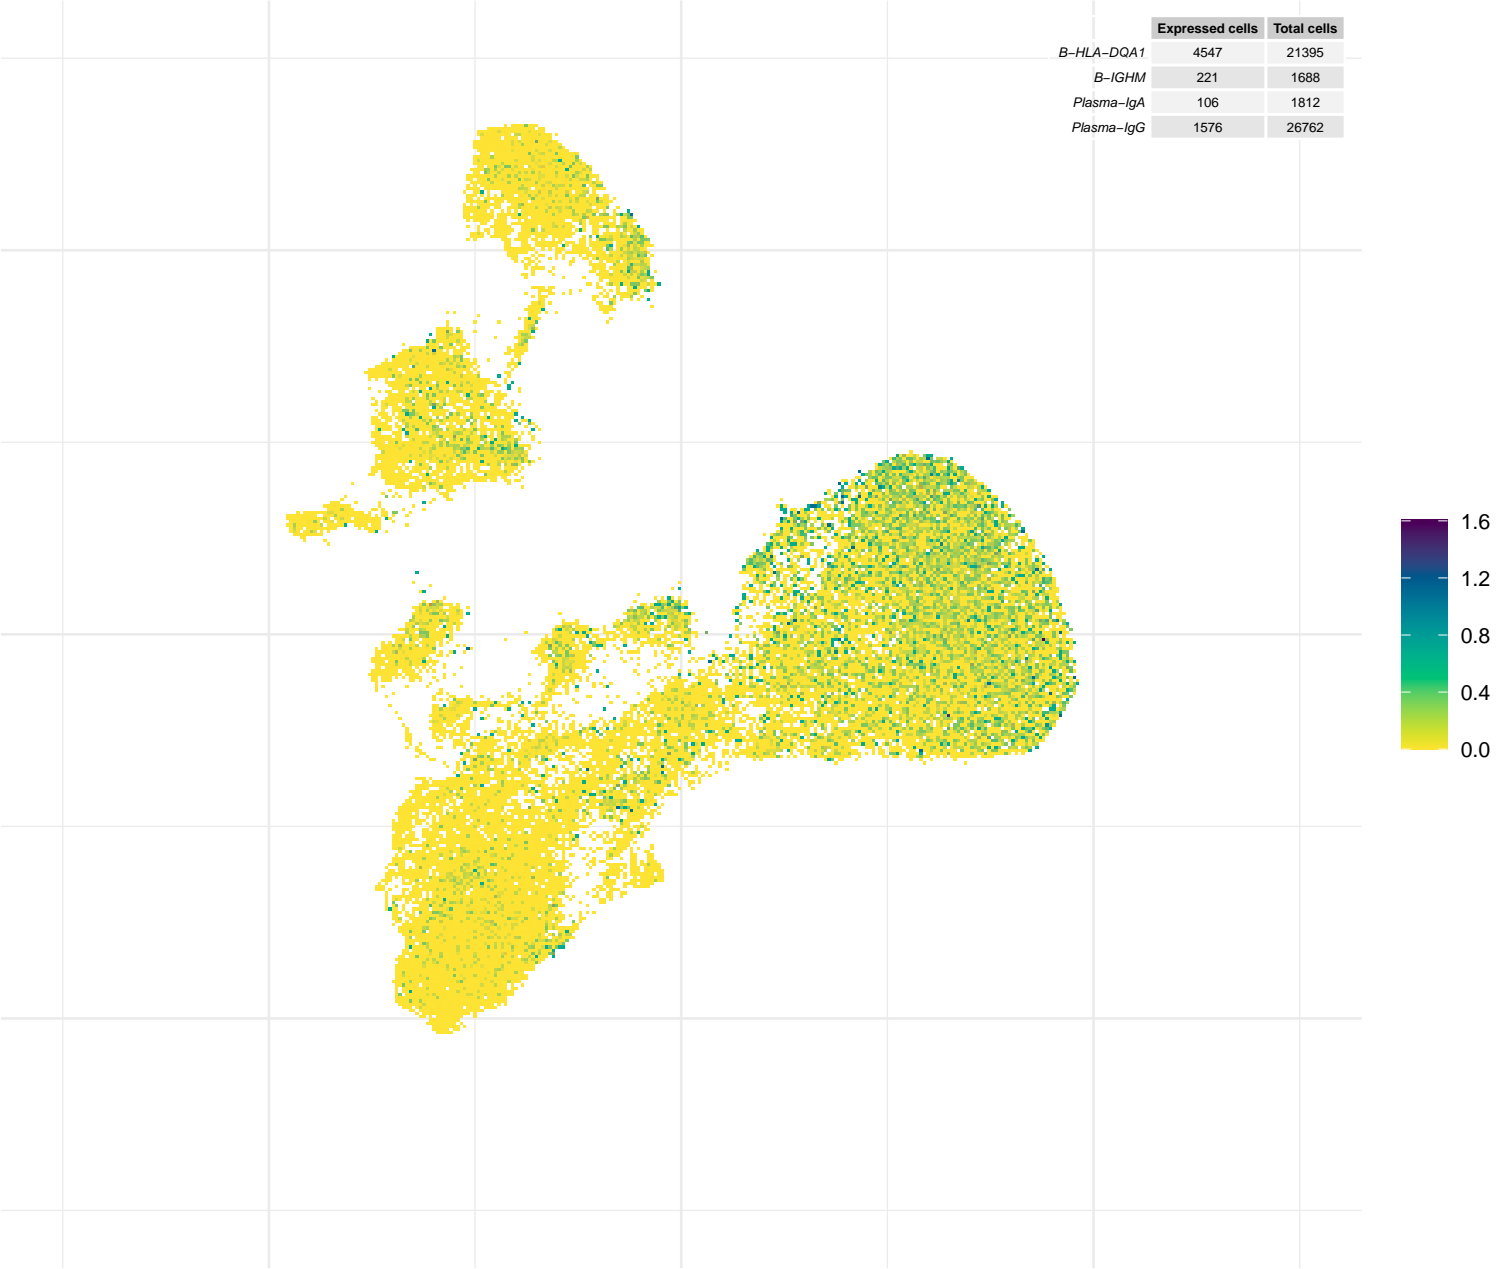 Expressed cells Total cells
B−HLA−DQA1 4547 21395
B−IGHM 221 1688
Plasma−IgA 106 1812
Plasma−IgG 1576 26762
1.6
1.2
0.8
0.4
0.0